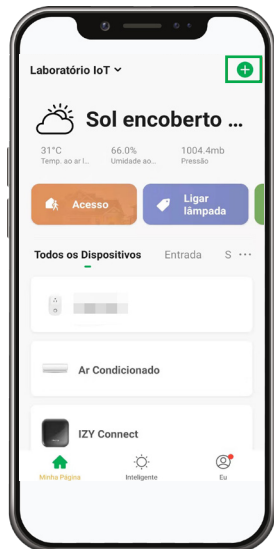 Laboratório IoT
Sol encoberto ...
31°C 66.0% 1004.4mb
Temp. ao ar l... Umidade ao... Pressão
Acesso Ligar
lâmpada
Todos os Dispositivos Entrada S ...
Ar Condicionado
IZY Connect
Minha Página Inteligente Eu